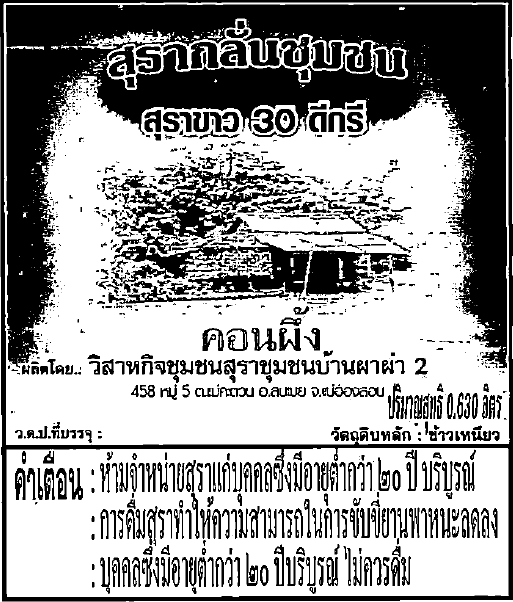 สุรากลั่นชุมชน
สุราขาว 30 ดีกรี
คอนผึ้ง
ผลิตโดย.: วิสาหกิจชุมชนสุราชุมชนบ้านผาผ่า 2
458 หมู่ 5 ต.แม่คะตวน อ.สบเมย จ.แม่ฮ่องสอน
ปริมาณสุทธิ 0.630 ลิตร
ว.ด.ป.ที่บรรจุ : วัตถุดิบหลัก : ข้าวเหนียว
คำเตือน : ห้ามจำหน่ายสุราแก่บุคคลซึ่งมีอายุต่ำกว่า ๒๐ ปี บริบูรณ์
: การดื่มสุราทำให้ความสามารถในการขับขี่ยานพาหนะลดลง
: บุคคลซึ่งมีอายุต่ำกว่า ๒๐ ปีบริบูรณ์ ไม่ควรดื่ม